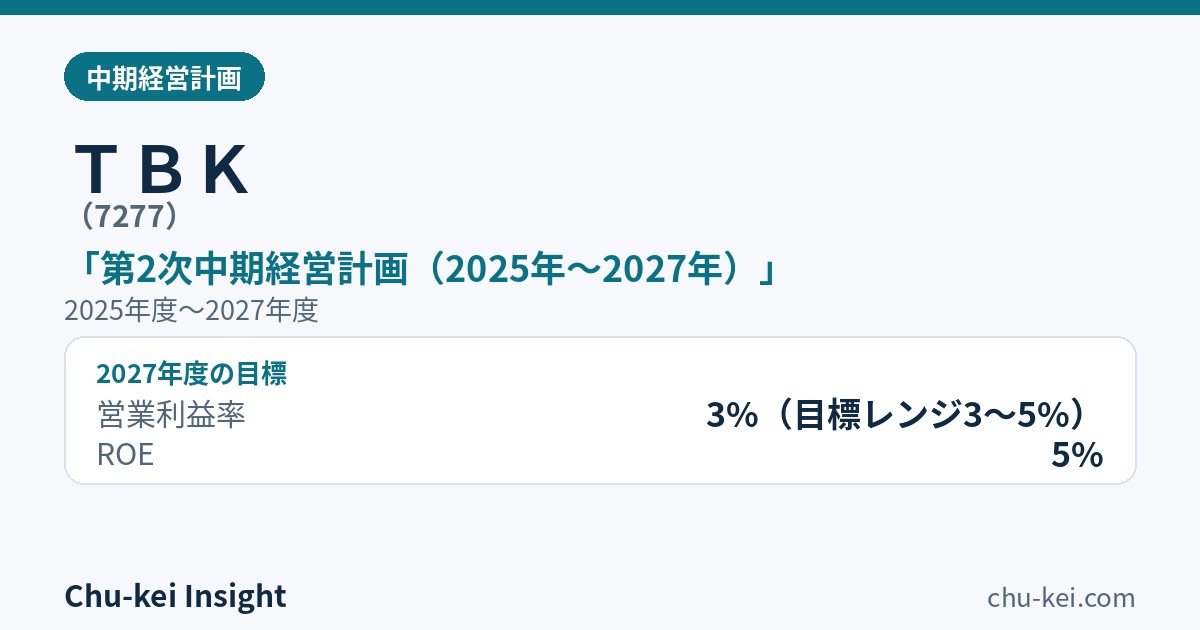 中期経営計画
ＴＢＫ
（7277）
「第2次中期経営計画（2025年～2027年）」
2025年度～2027年度
2027年度の目標
営業利益率 3%（目標レンジ3～5%）
ROE 5%
Chu-kei Insight
chu-kei.com